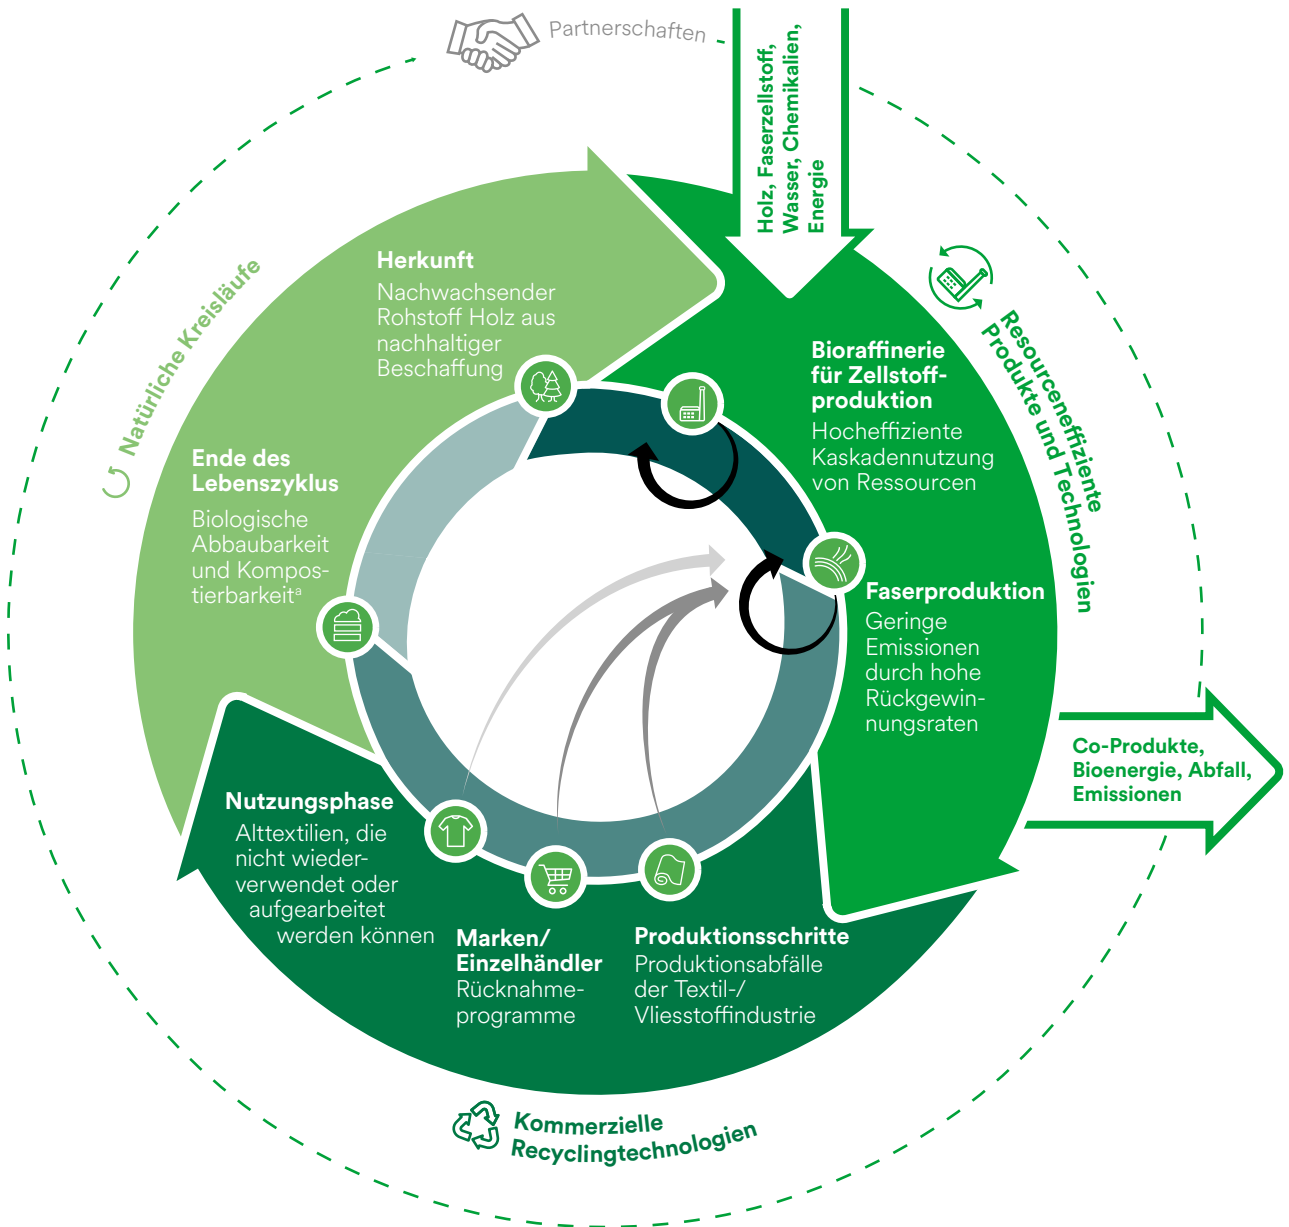 Partnerschaften
Holz, Faserzellstoff,
Wasser, Chemikalien,
Energie
Herkunft
Nachwachsender
Rohstoff Holz aus
nachhaltiger
Beschaffung
Natürliche Kreisläufe
Resourceneffiziente
Produkte und Technologien
Bioraffinerie
für Zellstoff-
produktion
Hocheffiziente
Kaskadennutzung
von Ressourcen
Ende des
Lebenszyklus
Biologische
Abbaubarkeit
und Kompos-
tierbarkeitª
Faserproduktion
Geringe
Emissionen
durch hohe
Rückgewin-
nungsraten
Co-Produkte,
Bioenergie, Abfall,
Emissionen
Nutzungsphase
Alttextilien, die
nicht wieder-
verwendet oder
aufgearbeitet
werden können
Marken/
Einzelhändler
Rücknahme-
programme
Produktionsschritte
Produktionsabfälle
der Textil-/
Vliesstoffindustrie
Kommerzielle
Recyclingtechnologien